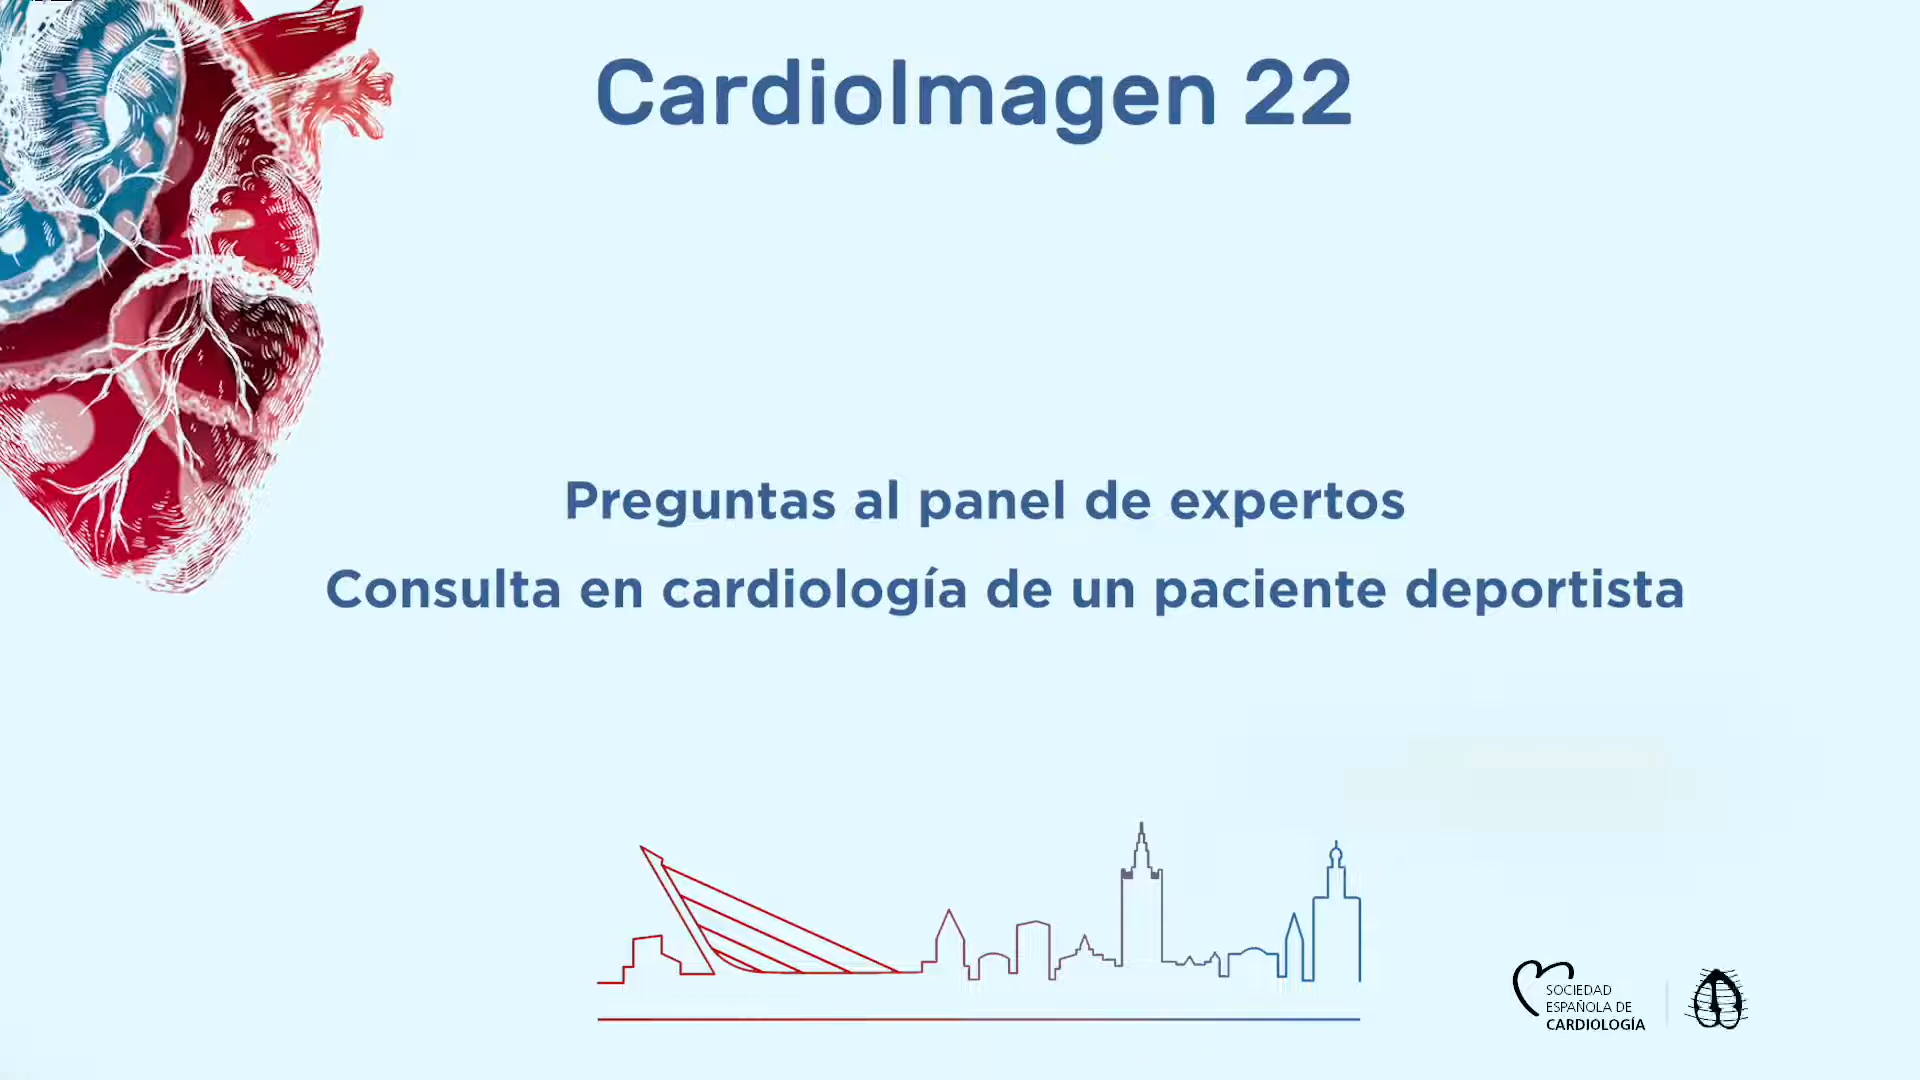 CardioImagen 22
Preguntas al panel de expertos
Consulta en cardiología de un paciente deportista
SOCIEDAD
ESPAÑOLA DE
CARDIOLOGÍA